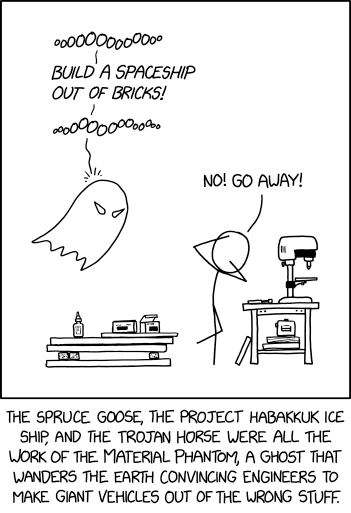 ooOOOOOOOOooo
BUILD A SPACESHIP
OUT OF BRICKS!
ooOOOOOOOOoooo
NO! GO AWAY!
THE SPRUCE GOOSE, THE PROJECT HABAKKUK ICE
SHIP, AND THE TROJAN HORSE WERE ALL THE
WORK OF THE MATERIAL PHANTOM, A GHOST THAT
WANDERS THE EARTH CONVINCING ENGINEERS TO
MAKE GIANT VEHICLES OUT OF THE WRONG STUFF.